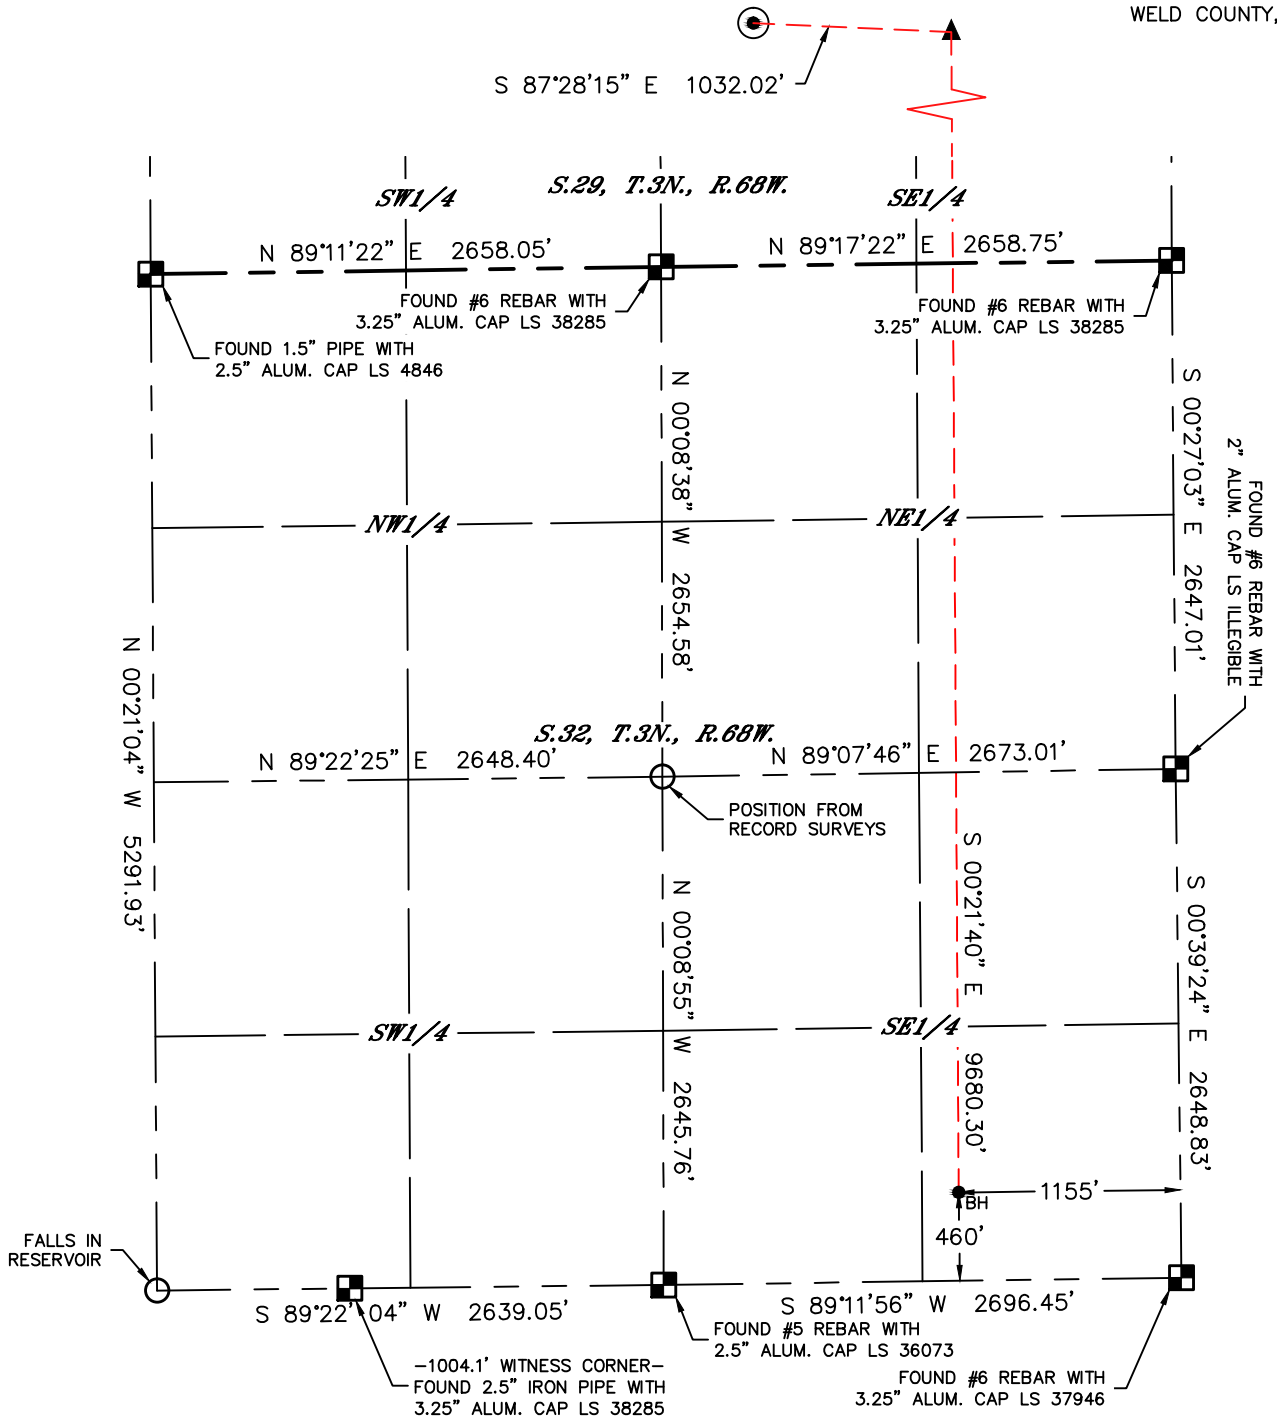 WELD COUNTY,
S 87°28'15" E 1032.02'
S.29, T.3N., R.68W.
SW1/4
SE1/4
N 89°11'22" E 2658.05'
N 89°17'22" E 2658.75'
FOUND #6 REBAR WITH
3.25" ALUM. CAP LS 38285
FOUND #6 REBAR WITH
3.25" ALUM. CAP LS 38285
FOUND 1.5" PIPE WITH
2.5" ALUM. CAP LS 4846
N 00°08'38" W 2654.58'
S 00°27'03" E 2647.01'
FOUND #6 REBAR WITH
2" ALUM. CAP LS ILLEGIBLE
NW1/4
NE1/4
N 00°21'04" W 5291.93'
S.32, T.3N., R.68W.
N 89°22'25" E 2648.40'
N 89°07'46" E 2673.01'
POSITION FROM
RECORD SURVEYS
S 00°21'40" E 9680.30'
N 00°08'55" W 2645.76'
S 00°39'24" E 2648.83'
SW1/4
SE1/4
BH
1155'
460'
FALLS IN
RESERVOIR
S 89°22'04" W 2639.05'
S 89°11'56" W 2696.45'
FOUND #5 REBAR WITH
2.5" ALUM. CAP LS 36073
-1004.1' WITNESS CORNER-
FOUND 2.5" IRON PIPE WITH
3.25" ALUM. CAP LS 38285
FOUND #6 REBAR WITH
3.25" ALUM. CAP LS 37946